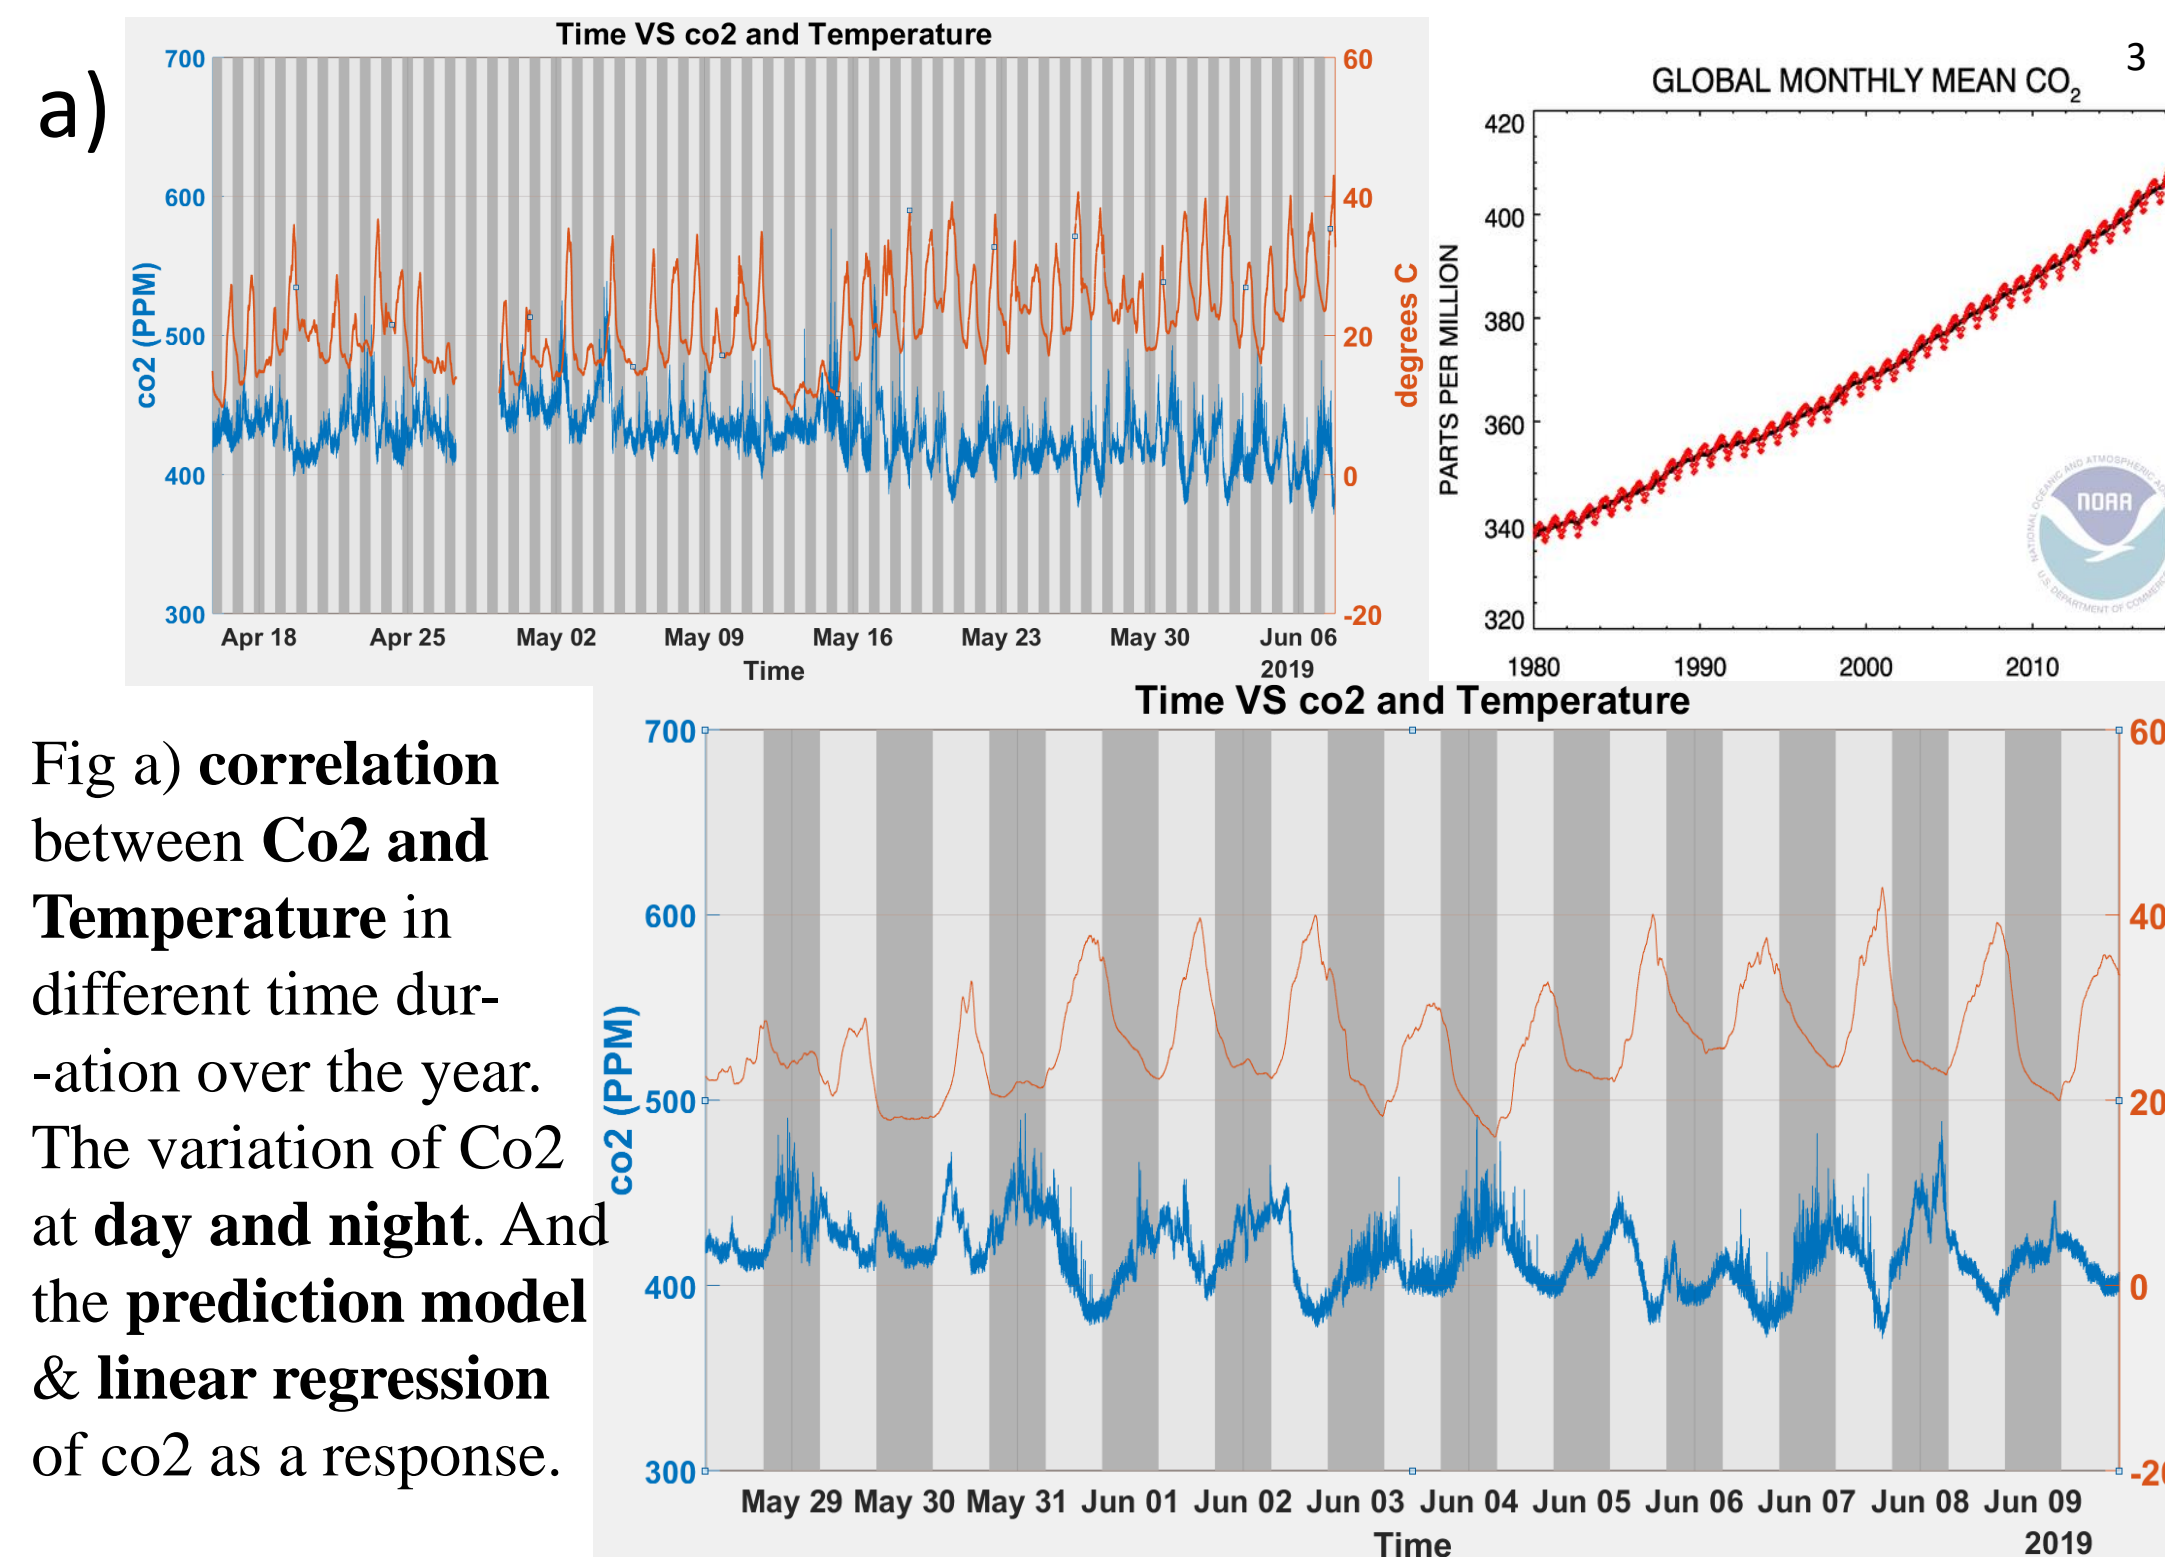 a)
Time VS co2 and Temperature
700
600
500
400
300
co2 (PPM)
60
40
20
0
-20
degrees C
Apr 18 Apr 25 May 02 May 09 May 16 May 23 May 30 Jun 06
Time
2019
3
GLOBAL MONTHLY MEAN CO2
PARTS PER MILLION
420
400
380
360
340
320
1980 1990 2000 2010
NOAA
Fig a) correlation
between Co2 and
Temperature in
different time dur-
-ation over the year.
The variation of Co2
at day and night. And
the prediction model
& linear regression
of co2 as a response.
Time VS co2 and Temperature
700
600
500
400
300
co2 (PPM)
60
40
20
0
-20
May 29 May 30 May 31 Jun 01 Jun 02 Jun 03 Jun 04 Jun 05 Jun 06 Jun 07 Jun 08 Jun 09
Time
2019